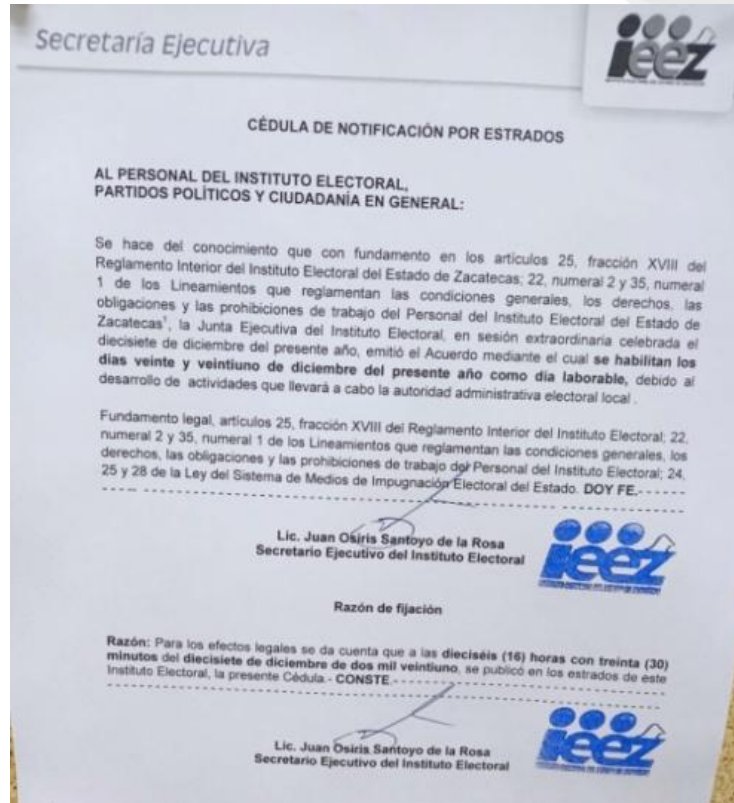 Secretaría Ejecutiva
ieez
CÉDULA DE NOTIFICACIÓN POR ESTRADOS
AL PERSONAL DEL INSTITUTO ELECTORAL,
PARTIDOS POLÍTICOS Y CIUDADANÍA EN GENERAL:
Se hace del conocimiento que con fundamento en los artículos 25, fracción XVIII del
Reglamento Interior del Instituto Electoral del Estado de Zacatecas; 22, numeral 2 y 35, numeral
1 de los Lineamientos que reglamentan las condiciones generales, los derechos, las
obligaciones y las prohibiciones de trabajo del Personal del Instituto Electoral del Estado de
Zacatecas¹, la Junta Ejecutiva del Instituto Electoral, en sesión extraordinaria celebrada el
diecisiete de diciembre del presente año, emitió el Acuerdo mediante el cual se habilitan los
días veinte y veintiuno de diciembre del presente año como día laborable, debido al
desarrollo de actividades que llevará a cabo la autoridad administrativa electoral local .
Fundamento legal, artículos 25, fracción XVIII del Reglamento Interior del Instituto Electoral; 22,
numeral 2 y 35, numeral 1 de los Lineamientos que reglamentan las condiciones generales, los
derechos, las obligaciones y las prohibiciones de trabajo del Personal del Instituto Electoral; 24,
25 y 28 de la Ley del Sistema de Medios de Impugnación Electoral del Estado. DOY FE.- - - - - -
Lic. Juan Osiris Santoyo de la Rosa
Secretario Ejecutivo del Instituto Electoral
ieez
Razón de fijación
Razón: Para los efectos legales se da cuenta que a las dieciséis (16) horas con treinta (30)
minutos del diecisiete de diciembre de dos mil veintiuno, se publicó en los estrados de este
Instituto Electoral, la presente Cédula.- CONSTE.- - - - - -
Lic. Juan Osiris Santoyo de la Rosa
Secretario Ejecutivo del Instituto Electoral
ieez